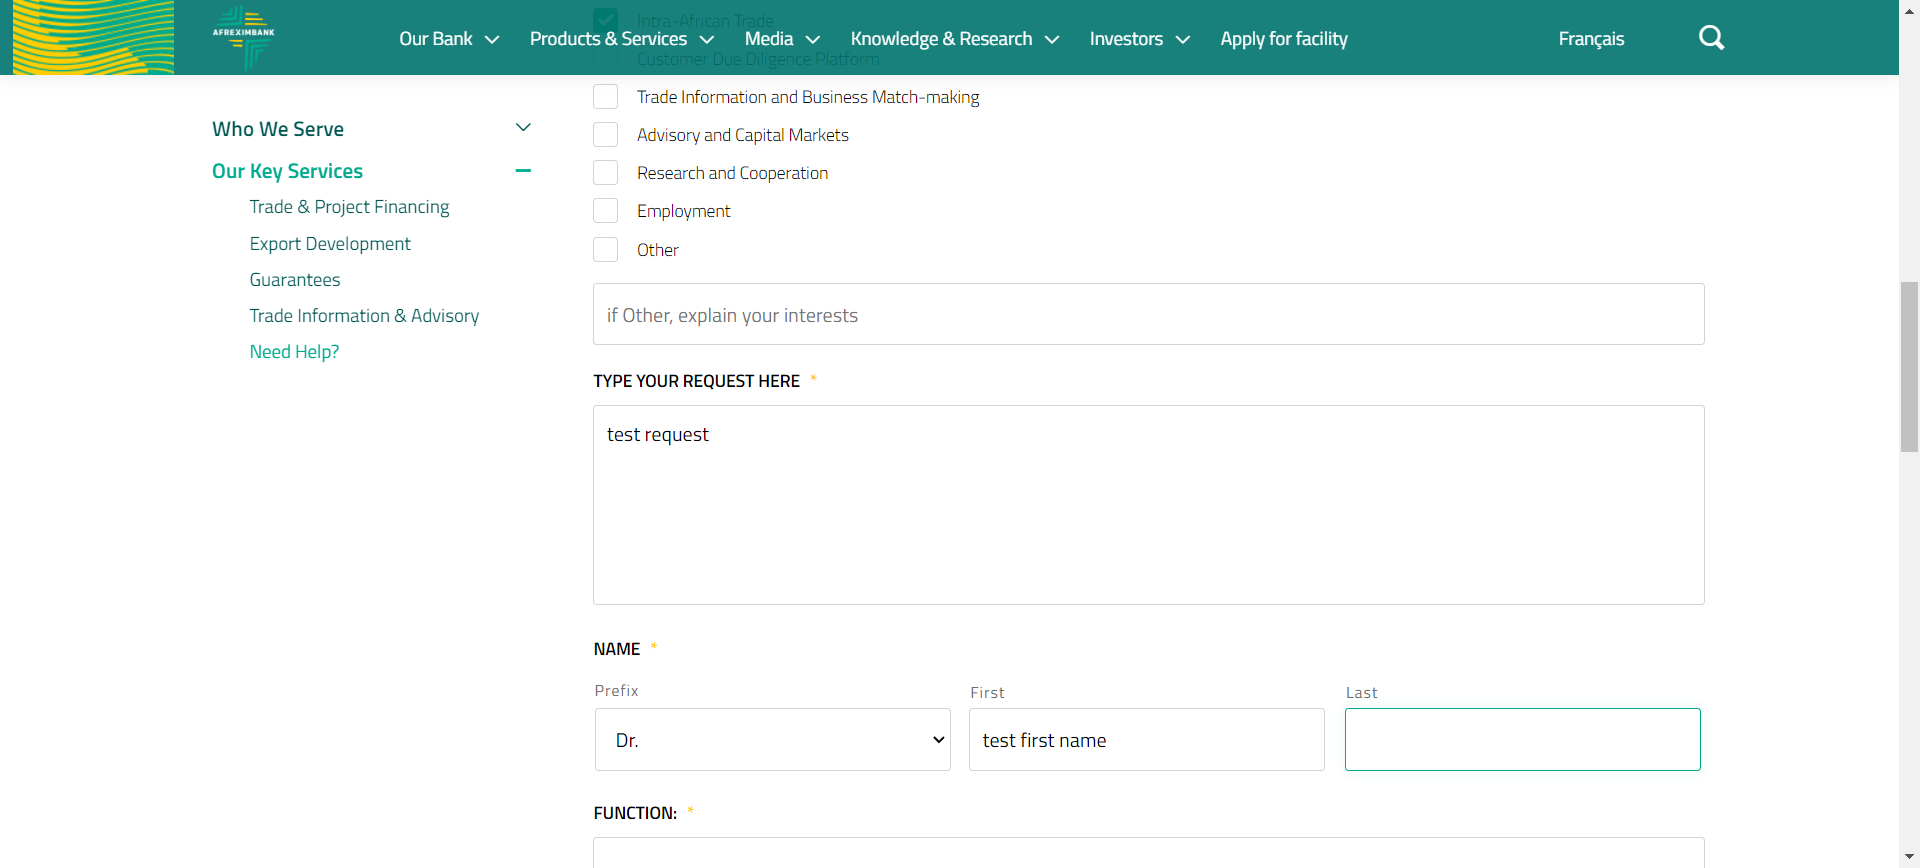 Intra-African Trade
AFREXIMBANK
Our Bank
Products & Services
Media
Knowledge & Research
Investors
Apply for facility
Français
Customer Due Diligence Platform
Trade Information and Business Match-making
Who We Serve
Advisory and Capital Markets
Our Key Services
Research and Cooperation
Trade & Project Financing
Employment
Export Development
Other
Guarantees
Trade Information & Advisory
if Other, explain your interests
Need Help?
TYPE YOUR REQUEST HERE *
test request
NAME *
Prefix
First
Last
Dr.
test first name
FUNCTION: *